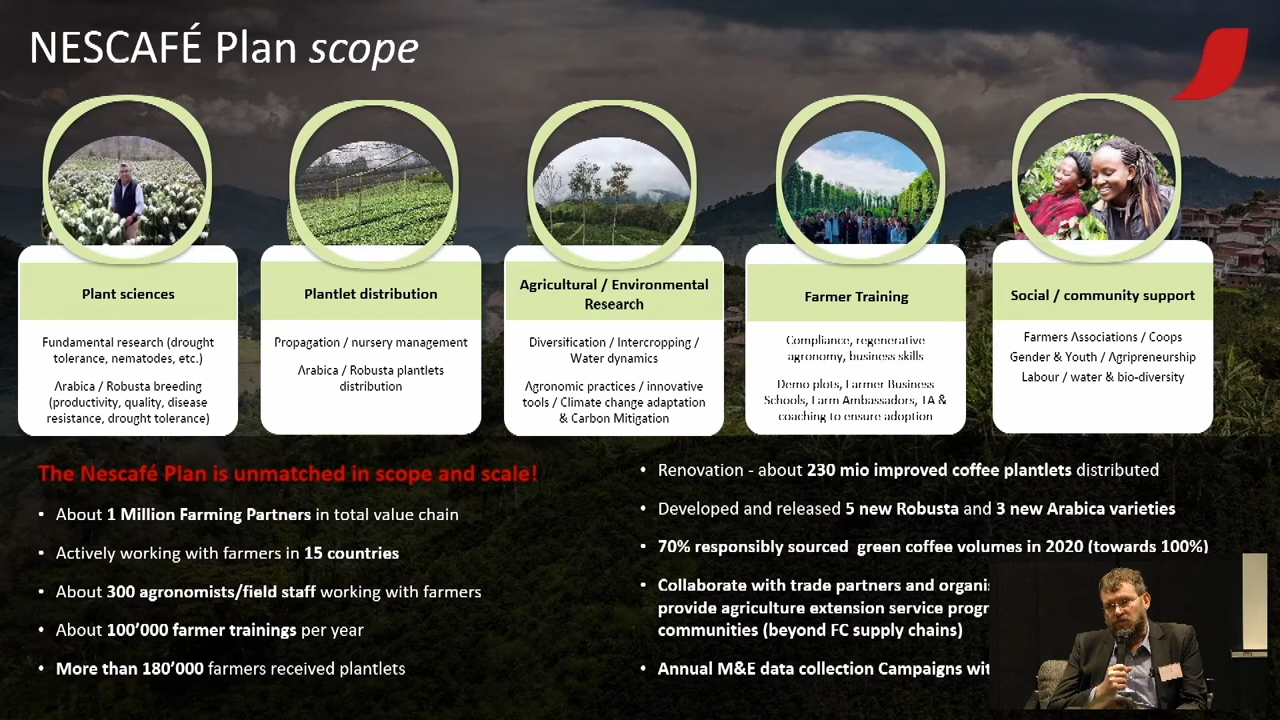 NESCAFÉ Plan scope
Plant sciences
Fundamental research (drought
tolerance, nematodes, etc.)
Arabica / Robusta breeding
(productivity, quality, disease
resistance, drought tolerance)
Plantlet distribution
Propagation / nursery management
Arabica / Robusta plantlets
distribution
Agricultural / Environmental
Research
Diversification / Intercropping /
Water dynamics
Agronomic practices / innovative
tools / Climate change adaptation
& Carbon Mitigation
Farmer Training
Compliance, regenerative
agronomy, business skills
Demo plots, Farmer Business
Schools, Farm Ambassadors, TA &
coaching to ensure adoption
Social / community support
Farmers Associations / Coops
Gender & Youth / Agripreneurship
Labour / water & bio-diversity
The Nescafé Plan is unmatched in scope and scale!
• About 1 Million Farming Partners in total value chain
• Actively working with farmers in 15 countries
• About 300 agronomists/field staff working with farmers
• About 100’000 farmer trainings per year
• More than 180’000 farmers received plantlets
• Renovation - about 230 mio improved coffee plantlets distributed
• Developed and released 5 new Robusta and 3 new Arabica varieties
• 70% responsibly sourced green coffee volumes in 2020 (towards 100%)
• Collaborate with trade partners and
provide agriculture extension service
communities (beyond FC supply chains)
• Annual M&E data collection Campaigns